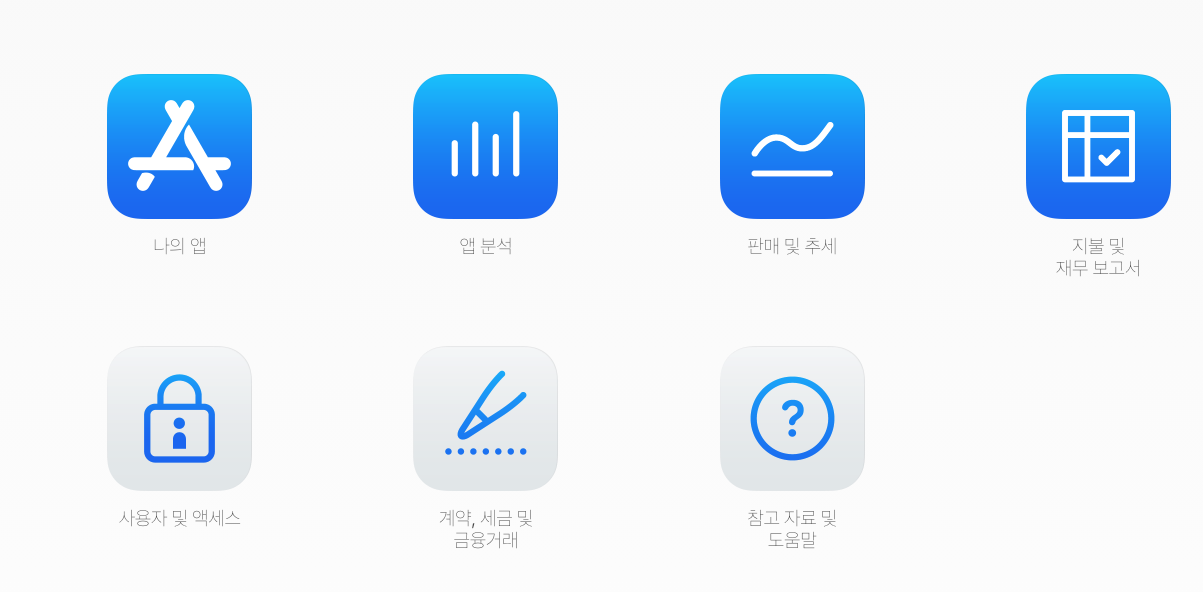 나의 앱
앱 분석
판매 및 추세
지불 및
재무 보고서
사용자 및 액세스
계약, 세금 및
금융거래
참고 자료 및
도움말